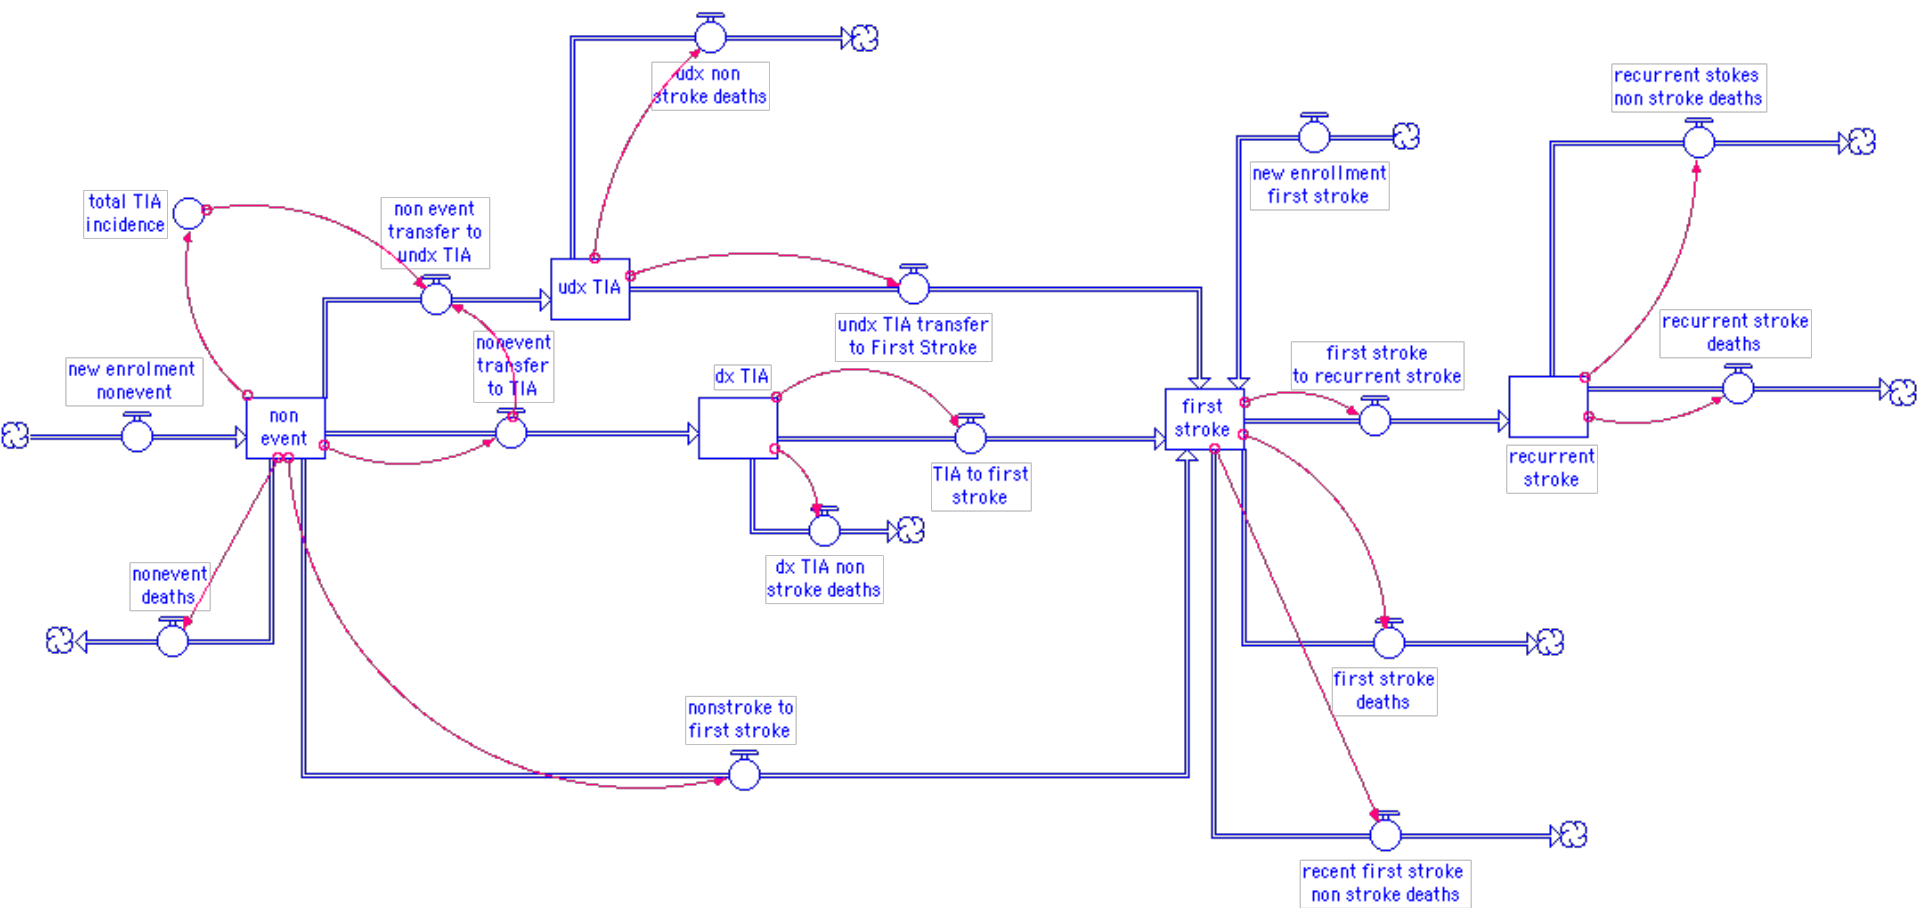 udx non
stroke deaths
recurrent stokes
non stroke deaths
new enrollment
first stroke
total TIA
incidence
non event
transfer to
undx TIA
udx TIA
undx TIA transfer
to First Stroke
nonevent
transfer
to TIA
recurrent stroke
deaths
first stroke
to recurrent stroke
new enrolment
nonevent
dx TIA
non
event
first
stroke
recurrent
stroke
TIA to first
stroke
dx TIA non
stroke deaths
nonevent
deaths
first stroke
deaths
nonstroke to
first stroke
recent first stroke
non stroke deaths